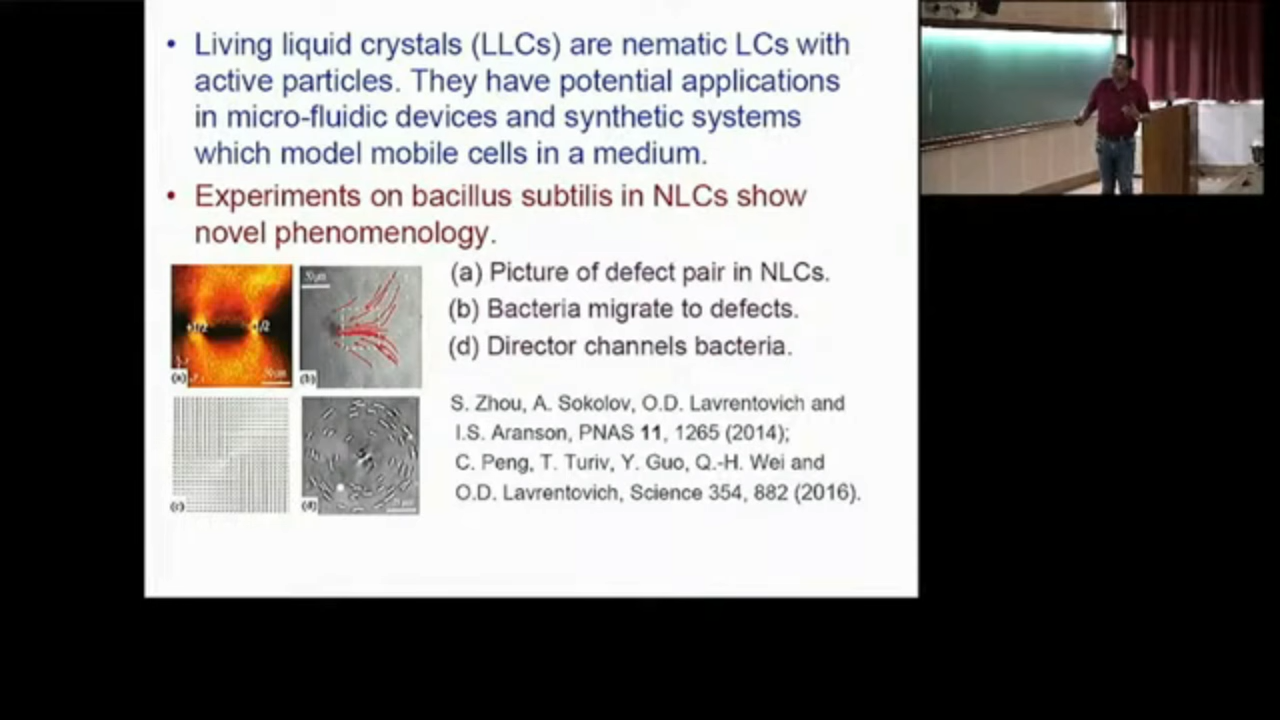 • Living liquid crystals (LLCs) are nematic LCs with
active particles. They have potential applications
in micro-fluidic devices and synthetic systems
which model mobile cells in a medium.
• Experiments on bacillus subtilis in NLCs show
novel phenomenology.
(a) Picture of defect pair in NLCs.
(b) Bacteria migrate to defects.
(d) Director channels bacteria.
(a)
(b)
S. Zhou, A. Sokolov, O.D. Lavrentovich and
I.S. Aranson, PNAS 11, 1265 (2014);
C. Peng, T. Turiv, Y. Guo, Q.-H. Wei and
O.D. Lavrentovich, Science 354, 882 (2016).
(c)
(d)